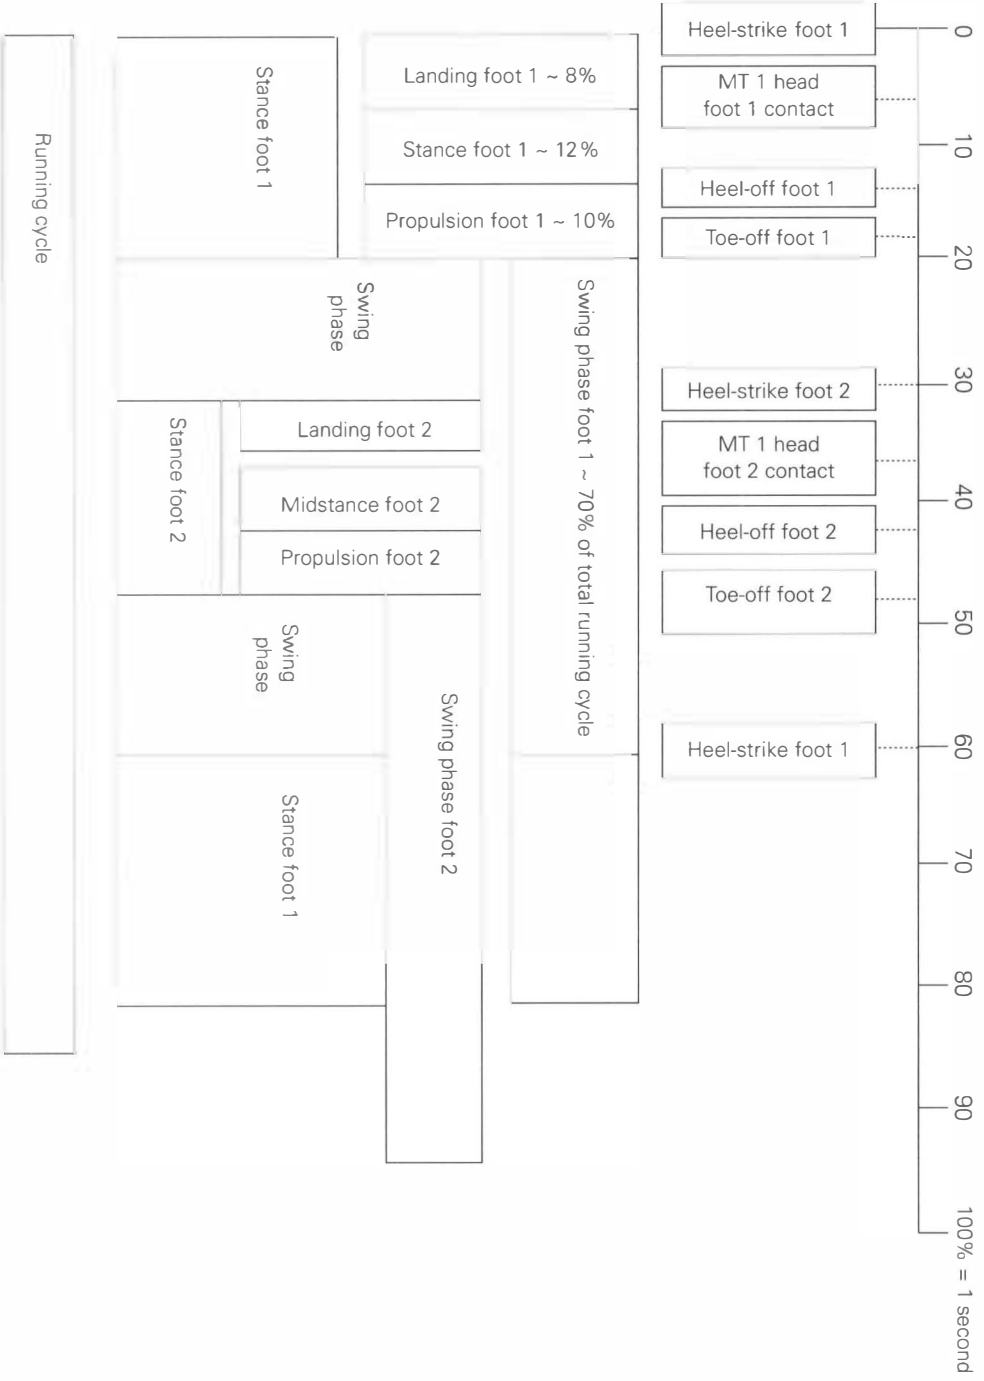 Heel-strike foot 1
MT 1 head
foot 1 contact
Heel-off foot 1
Toe-off foot 1
Heel-strike foot 2
MT 1 head
foot 2 contact
Heel-off foot 2
Toe-off foot 2
Heel-strike foot 1
0
10
20
30
40
50
60
70
80
90
100% = 1 second
Landing foot 1 ~ 8%
Stance foot 1 ~ 12%
Propulsion foot 1 ~ 10%
Swing phase foot 1 ~ 70% of total running cycle
Stance foot 1
Swing
phase
Landing foot 2
Midstance foot 2
Propulsion foot 2
Stance foot 2
Swing
phase
Swing phase foot 2
Stance foot 1
Running cycle